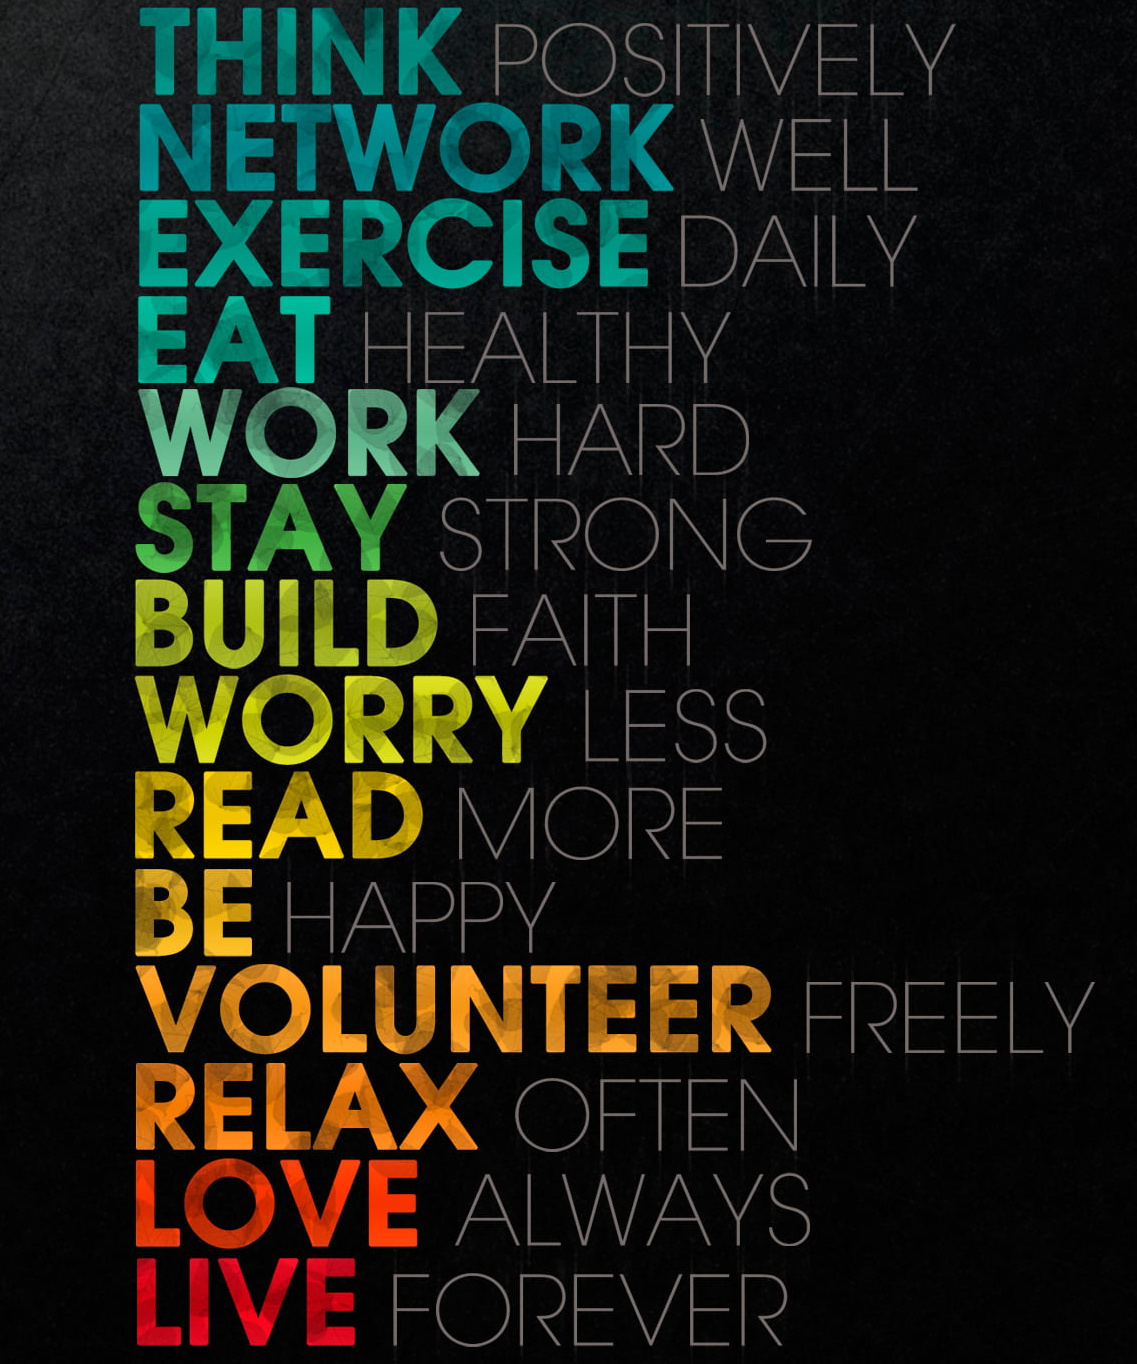 THINK POSITIVELY
NETWORK WELL
EXERCISE DAILY
EAT HEALTHY
WORK HARD
STAY STRONG
BUILD FAITH
WORRY LESS
READ MORE
BE HAPPY
VOLUNTEER FREELY
RELAX OFTEN
LOVE ALWAYS
LIVE FOREVER